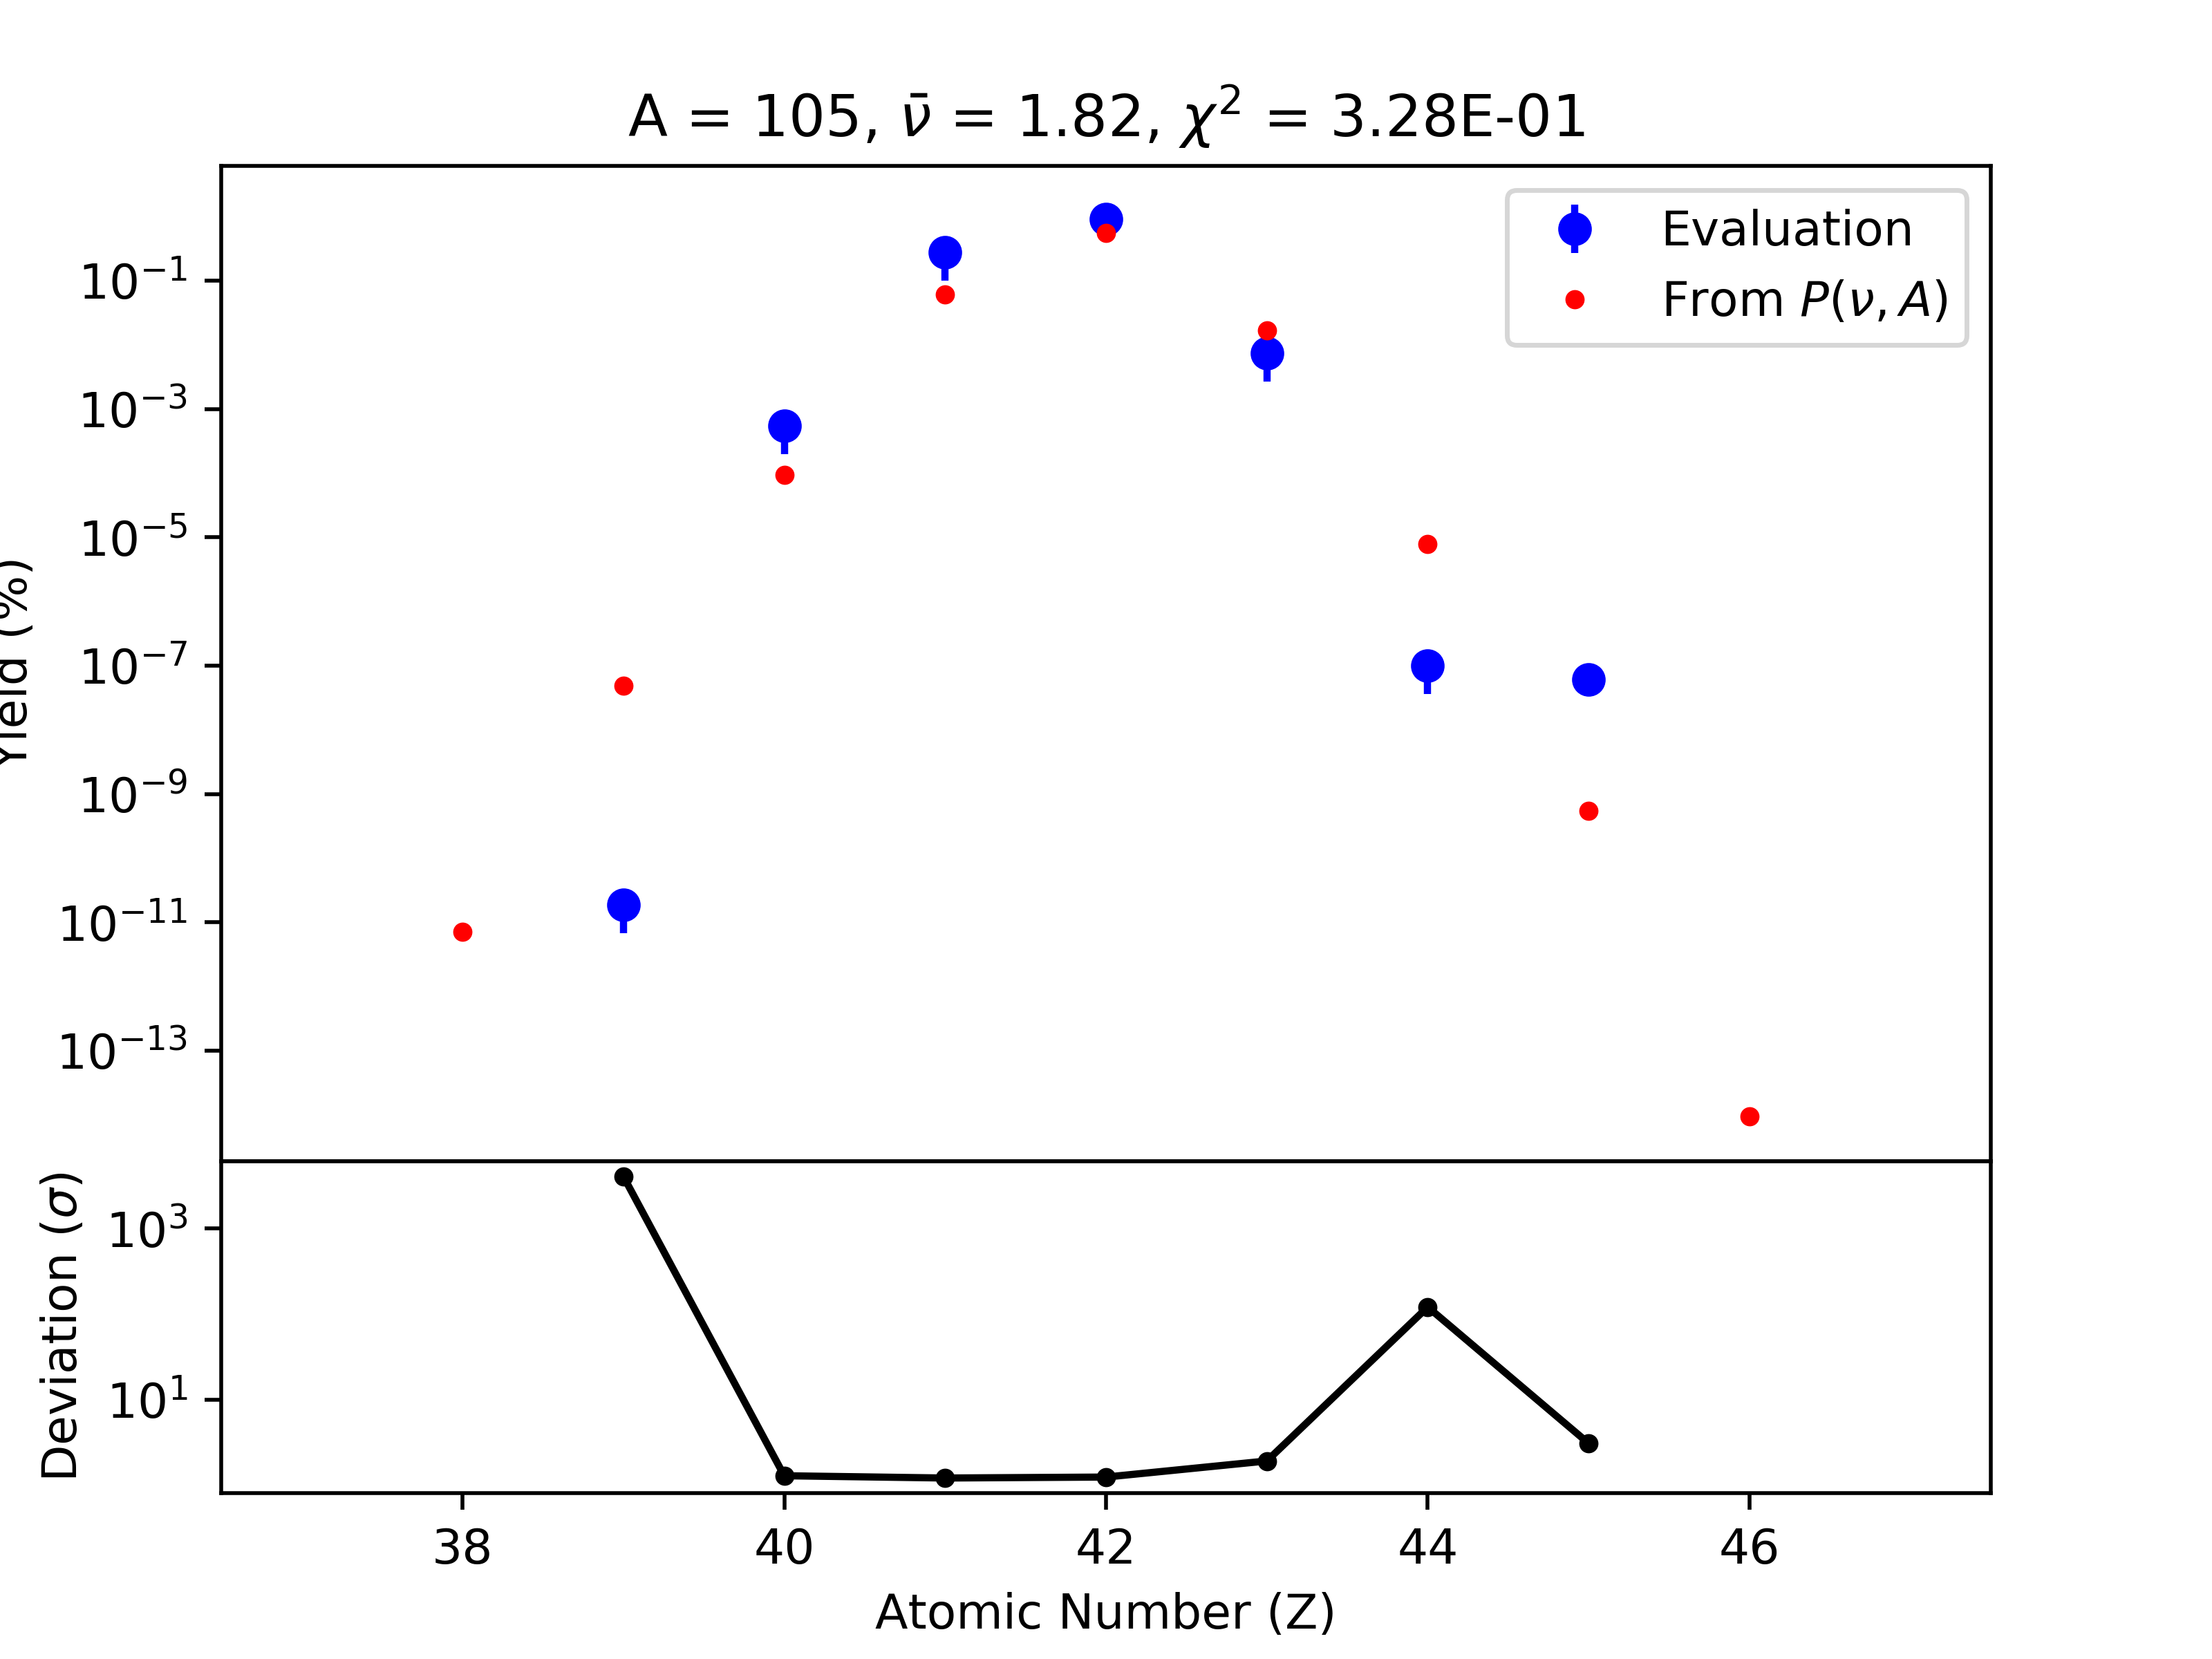 A = 105, ν̄ = 1.82, χ² = 3.28E-01
Evaluation
From P(ν, A)
Yield (%)
10⁻¹
10⁻³
10⁻⁵
10⁻⁷
10⁻⁹
10⁻¹¹
10⁻¹³
Deviation (σ)
10³
10¹
38 40 42 44 46
Atomic Number (Z)